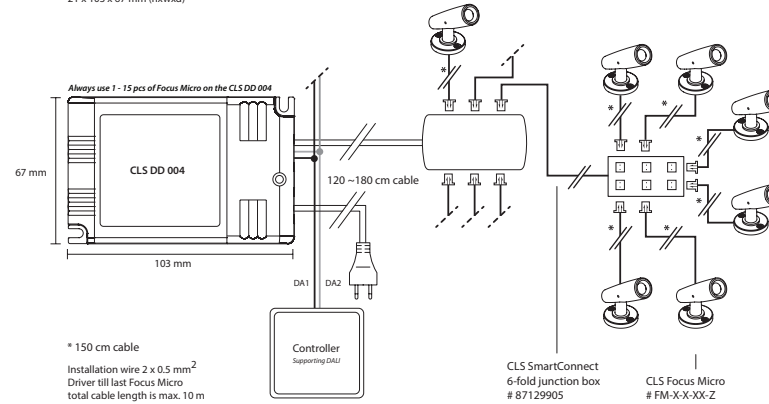 Always use 1 - 15 pcs of Focus Micro on the CLS DD 004
CLS DD 004
67 mm
103 mm
120 ~180 cm cable
DA1
DA2
Controller
Supporting DALI
* 150 cm cable
Installation wire 2 x 0.5 mm²
Driver till last Focus Micro
total cable length is max. 10 m
*
*
*
*
*
*
*
CLS SmartConnect
6-fold junction box
# 87129905
CLS Focus Micro
# FM-X-X-XX-Z